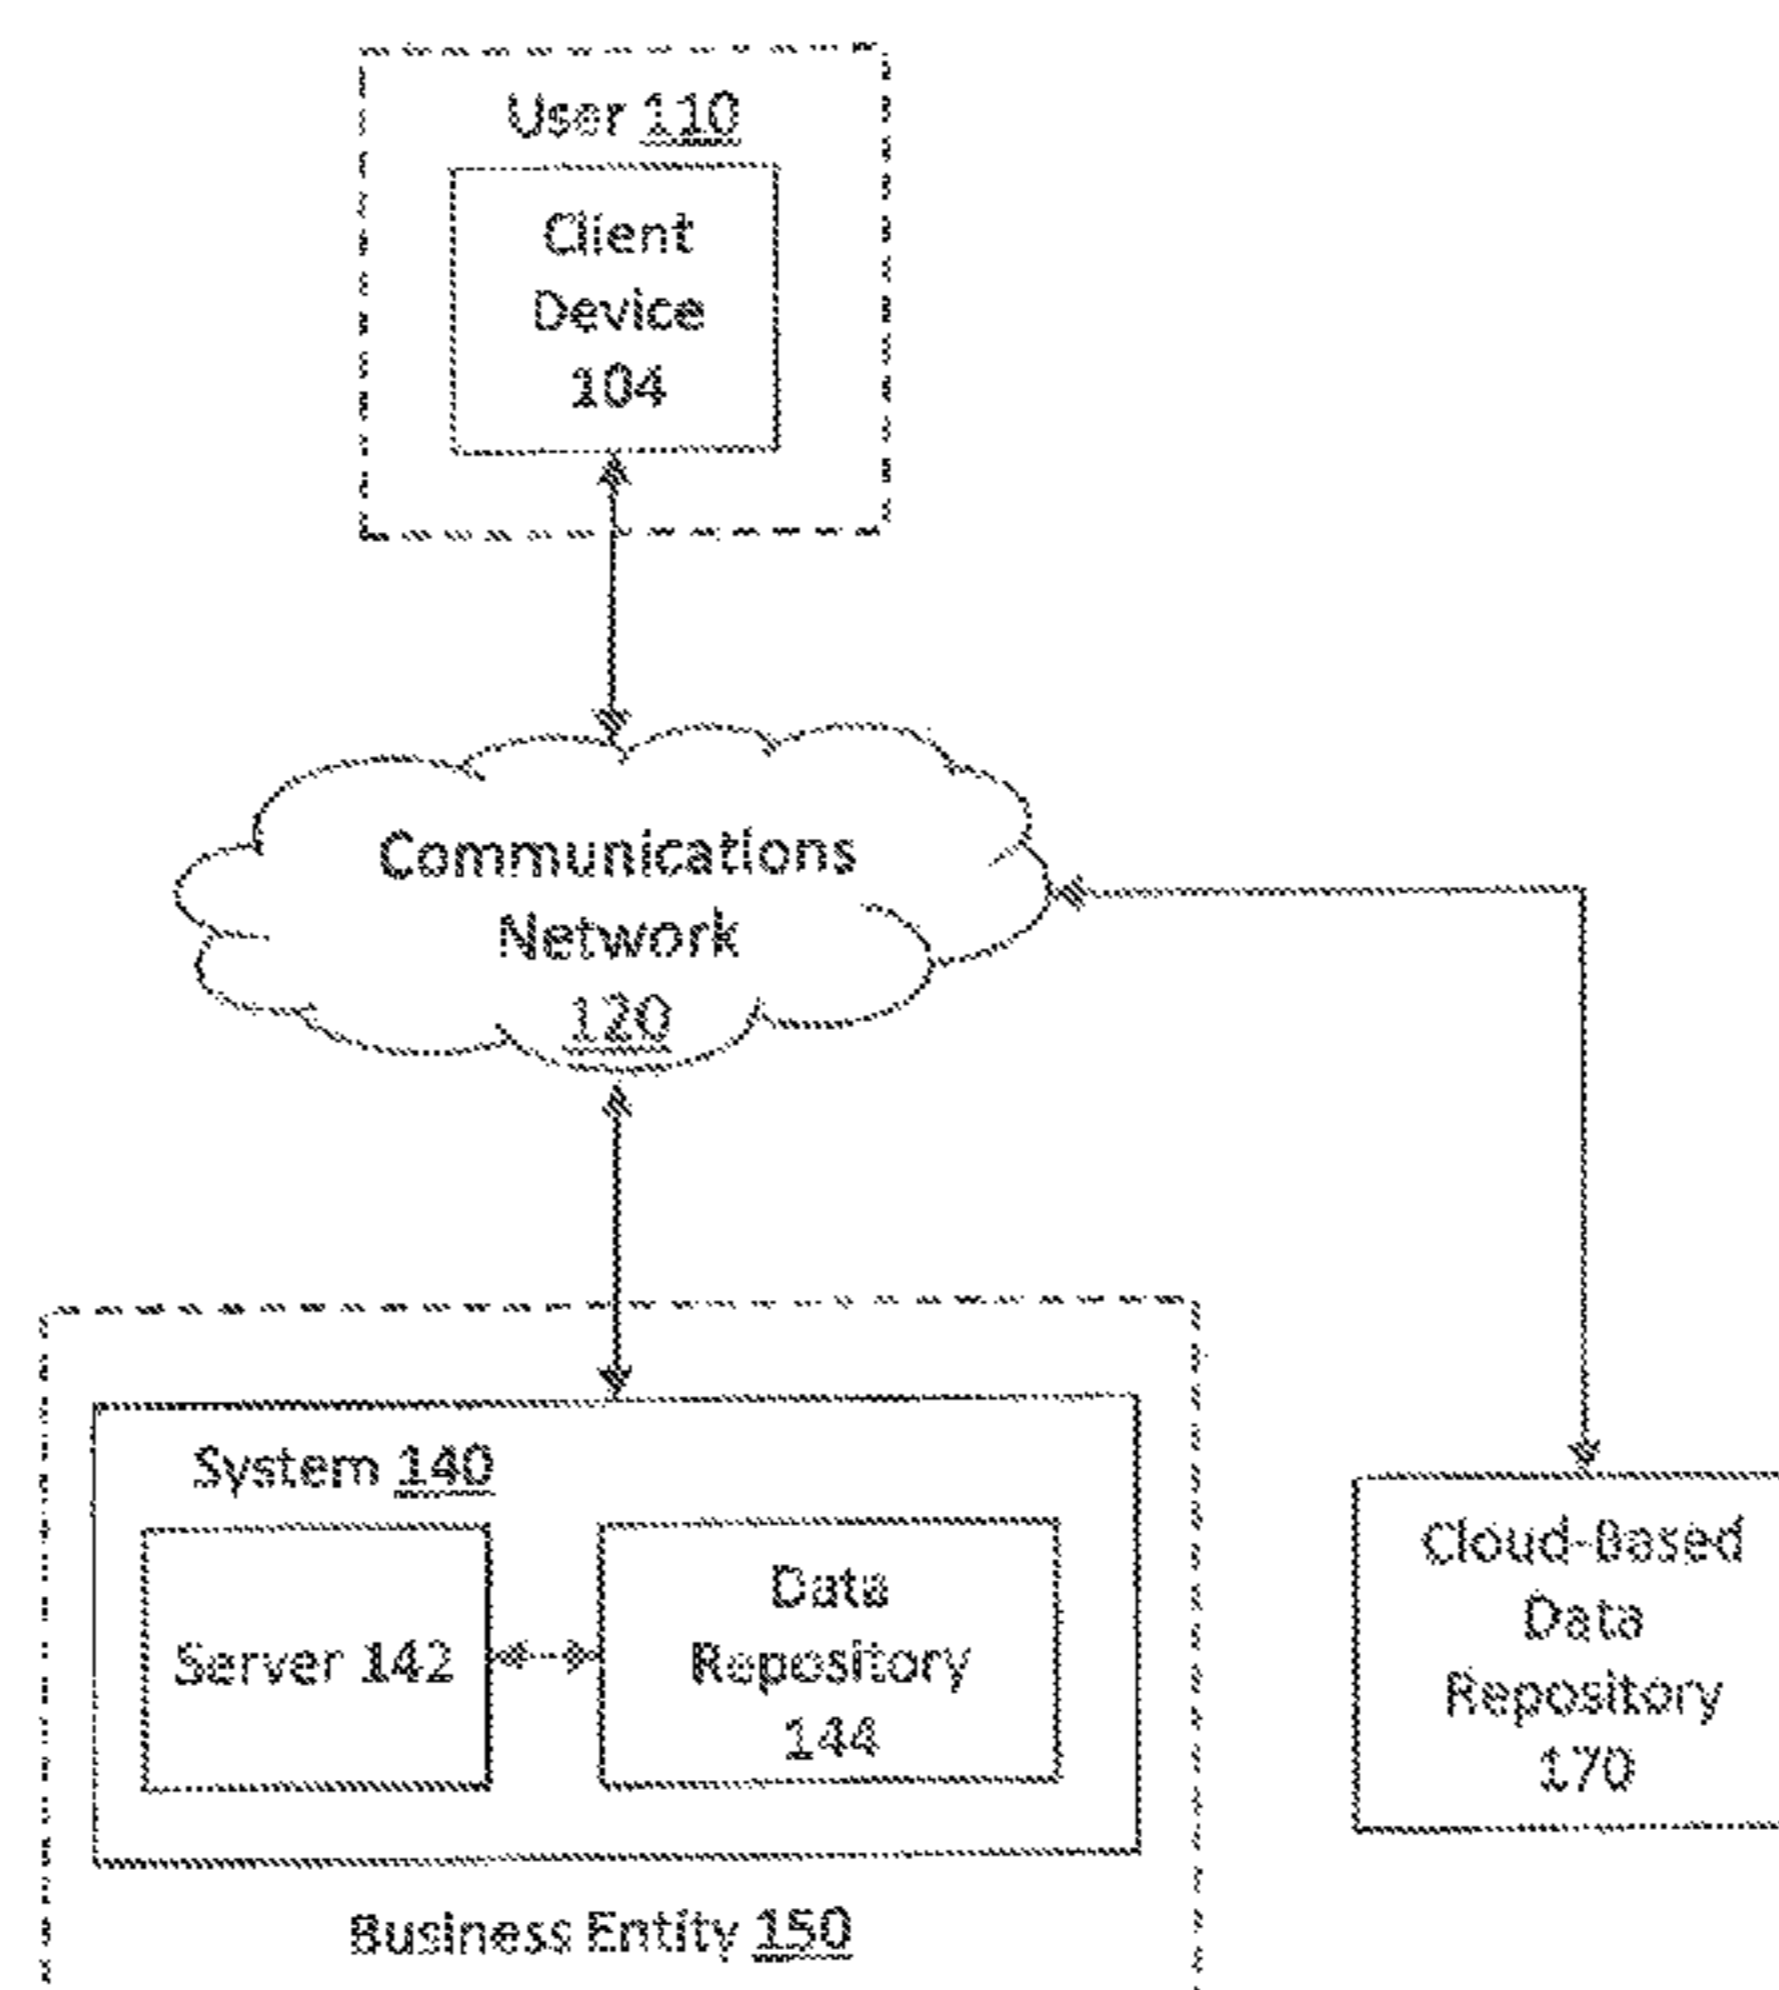 User 110
Client
Device
104
Communications
Network
120
System 140
Server 142
Data
Repository
144
Cloud-Based
Data
Repository
170
Business Entity 150